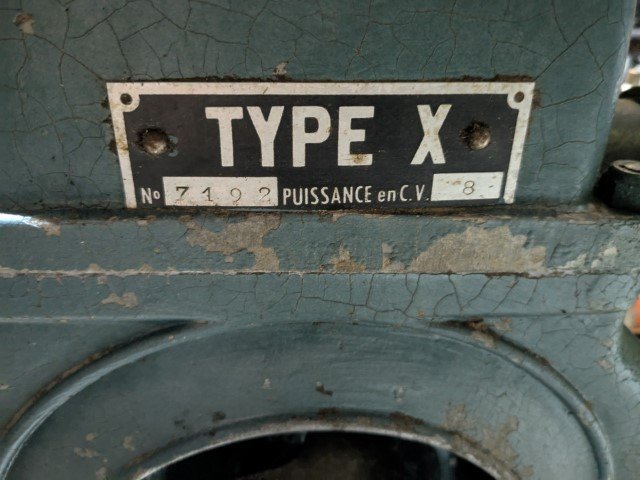 TYPE X
No 7192 PUISSANCE en C.V. 8